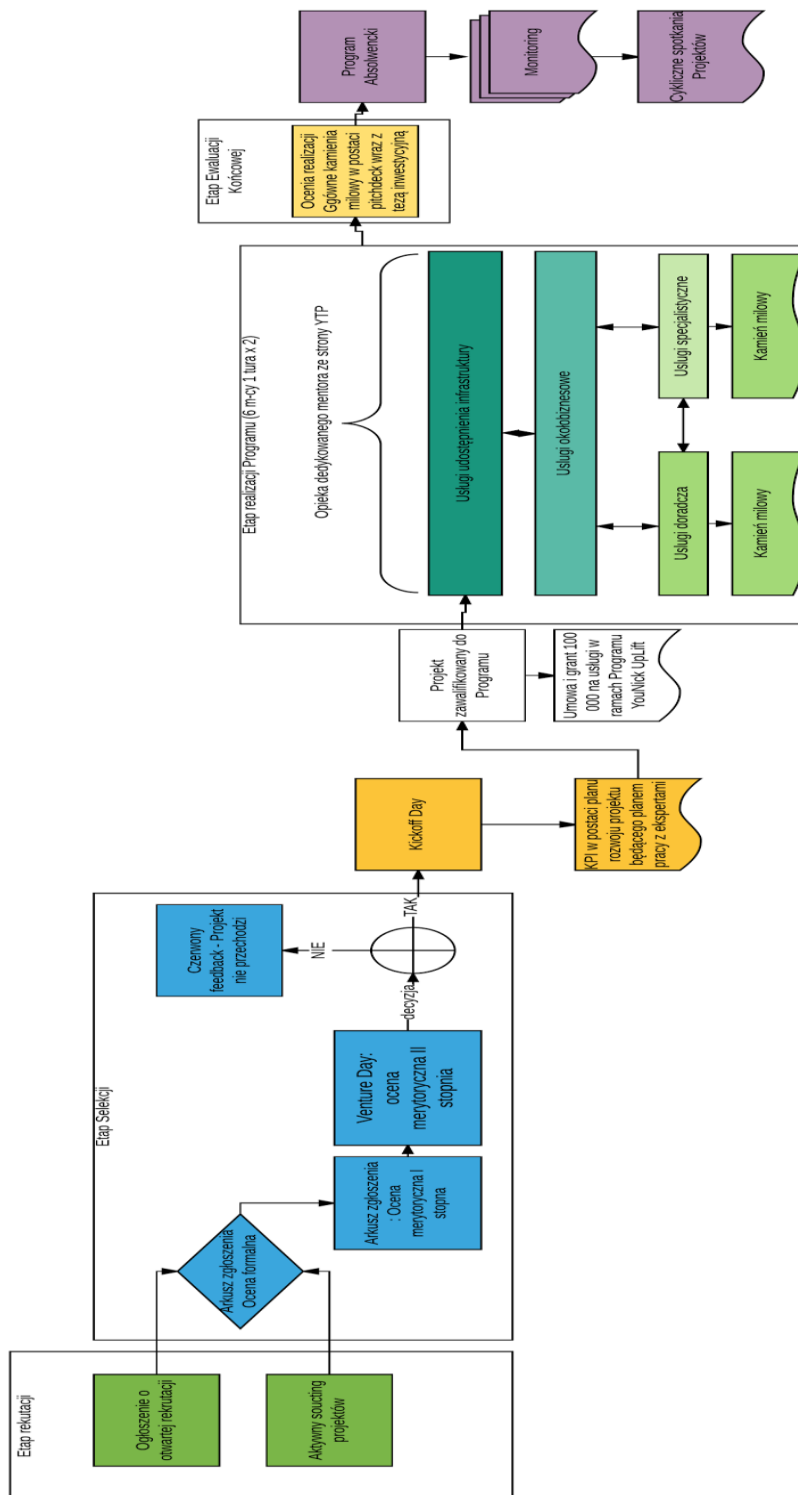 Etap rekutacji
Ogłoszenie o
otwartej rekrutacji
Aktywny soucting
projektów
Etap Selekcji
Arkusz zgłoszenia
Ocena formalna
Arkusz zgłoszenia
: Ocena
merytoryczna I
stopna
Venture Day:
ocena
merytoryczna II
stopnia
decyzja
NIE
TAK
Czerwony
feedback - Projekt
nie przechodzi
Kickoff Day
KPI w postaci planu
rozwoju projektu
będącego planem
pracy z ekspertami
Projekt
zawalifikowany do
Programu
Umowa i grant 100
000 na usługi w
ramach Programu
YouNick UpLift
Etap realizacji Programu (6 m-cy 1 tura x 2)
Opieka dedykowanego mentora ze strony YTP
Usługi udostępnienia infrastruktury
Usługi okołobiznesowe
Usługi doradcza
Usługi specjalistyczne
Kamień milowy
Kamień milowy
Etap Ewaluacji
Końcowej
Ocenia realizacji
Ggówne kamienia
milowy w postaci
pitchdeck wraz z
tezą inwestycyjną
Program
Absolwencki
Monitoring
Cykliczne spotkania
Projektów